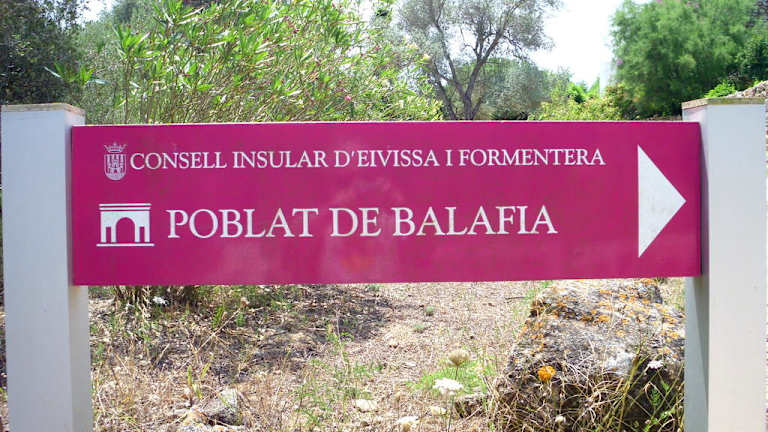 CONSELL INSULAR D'EIVISSA I FORMENTERA
POBLAT DE BALAFIA